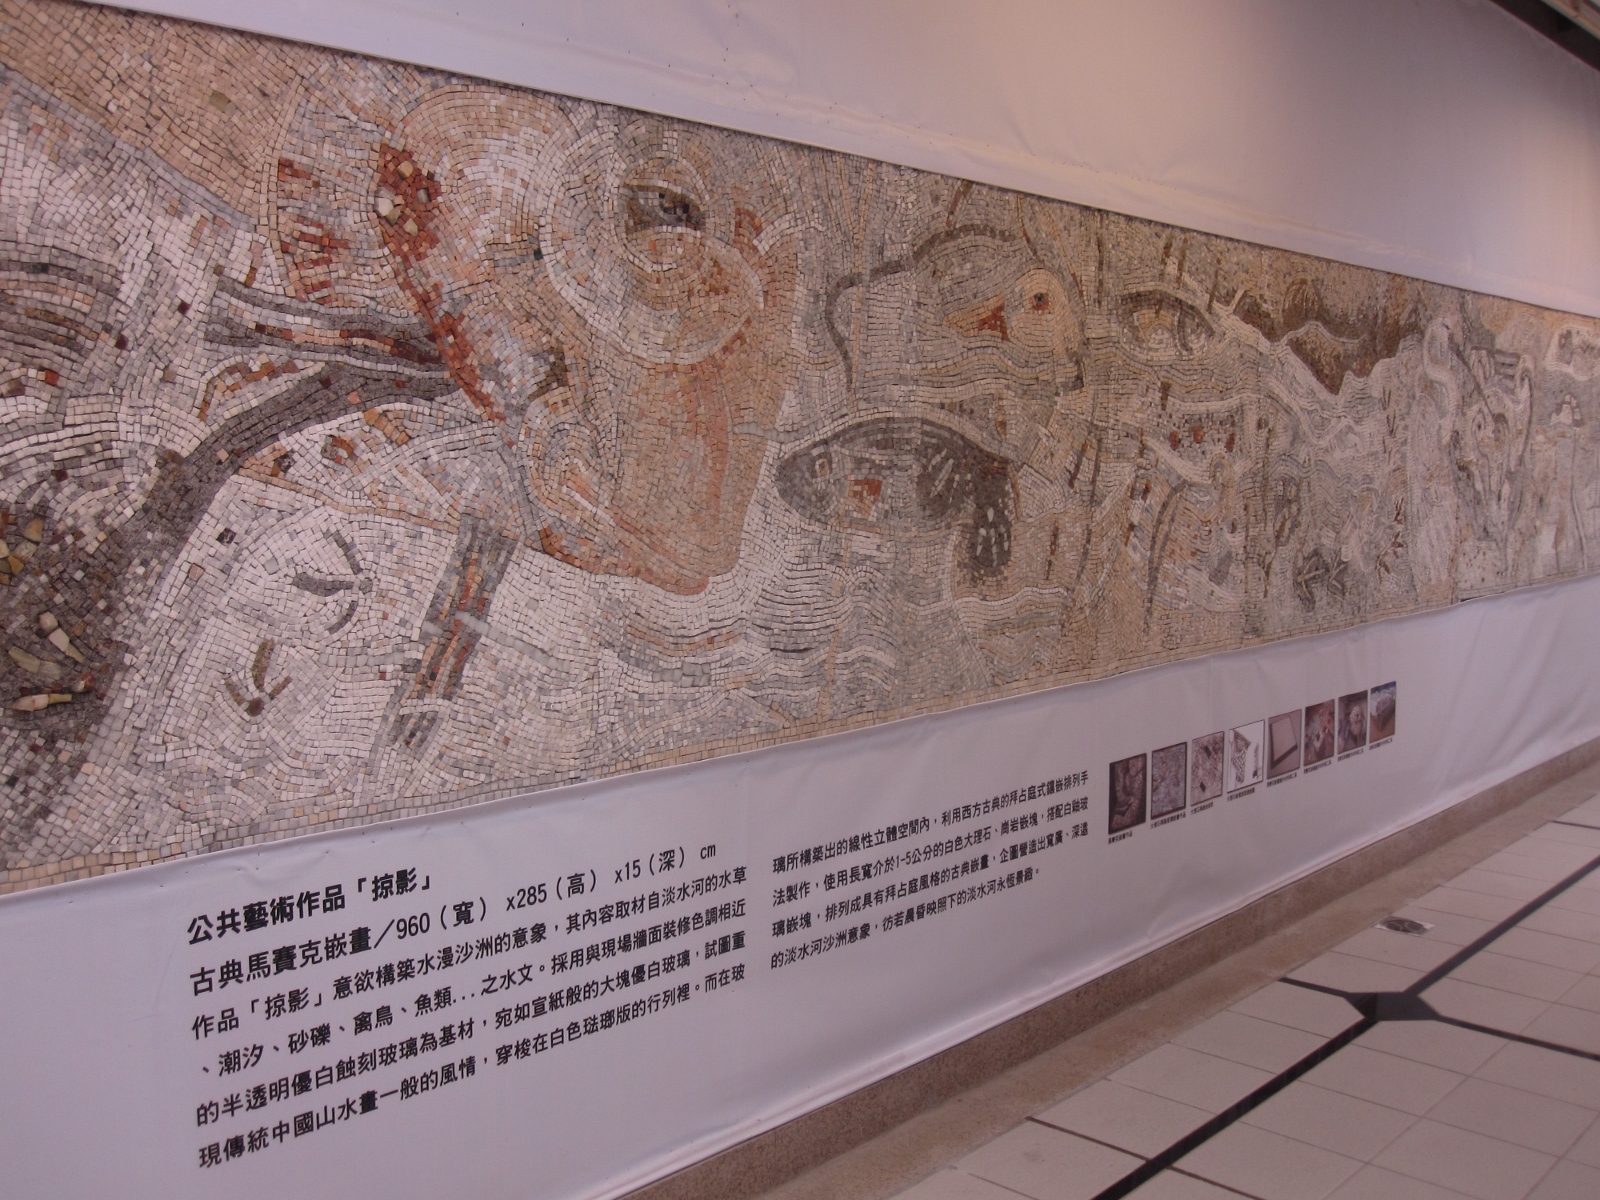 公共藝術作品「掠影」
古典馬賽克嵌畫／960（寬） x285（高） x15（深） cm
作品「掠影」意欲構築水漫沙洲的意象，其內容取材自淡水河的水草
、潮汐、砂礫、禽鳥、魚類...之水文。採用與現場牆面裝修色調相近
的半透明優白蝕刻玻璃為基材，宛如宣紙般的大塊優白玻璃，試圖重
現傳統中國山水畫一般的風情，穿梭在白色琺瑯版的行列裡。而在玻
璃所構築出的線性立體空間內，利用西方古典的拜占庭式鑲嵌排列手
法製作，使用長寬介於1-5公分的白色大理石、崗岩嵌塊，搭配白釉玻
璃嵌塊，排列成具有拜占庭風格的古典嵌畫，企圖營造出寬廣、深遠
的淡水河沙洲意象，彷若晨昏映照下的淡水河永恆景緻。